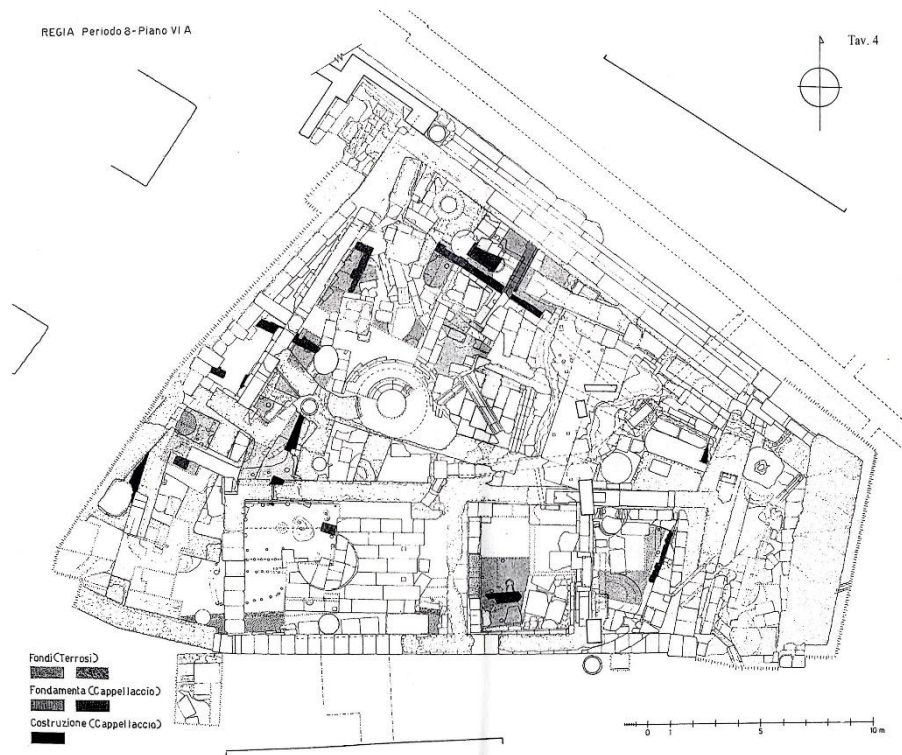 REGIA Periodo 8-Piano VI A
Tav. 4
Fondi (Terrosi)
Fondamenta (Cappellaccio)
Costruzione (Cappellaccio)
0 1 5 10 m